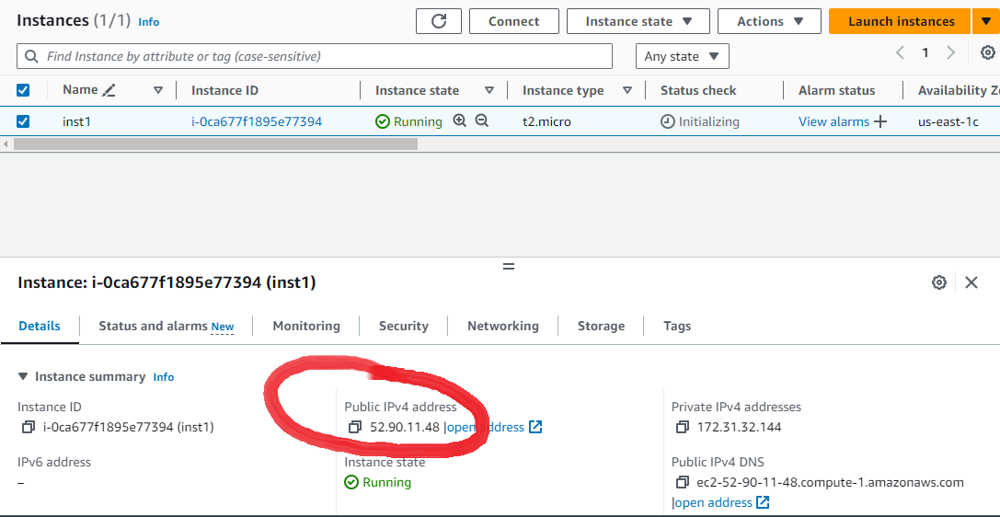 Instances (1/1) Info Connect Instance state Actions Launch instances
Find Instance by attribute or tag (case-sensitive) Any state 1
Name Instance ID Instance state Instance type Status check Alarm status Availability Z
inst1 i-0ca677f1895e77394 Running t2.micro Initializing View alarms us-east-1c
Instance: i-0ca677f1895e77394 (inst1)
Details Status and alarms New Monitoring Security Networking Storage Tags
Instance summary Info
Instance ID Public IPv4 address Private IPv4 addresses
i-0ca677f1895e77394 (inst1) 52.90.11.48 |open address 172.31.32.144
IPv6 address Instance state Public IPv4 DNS
– Running ec2-52-90-11-48.compute-1.amazonaws.com
|open address